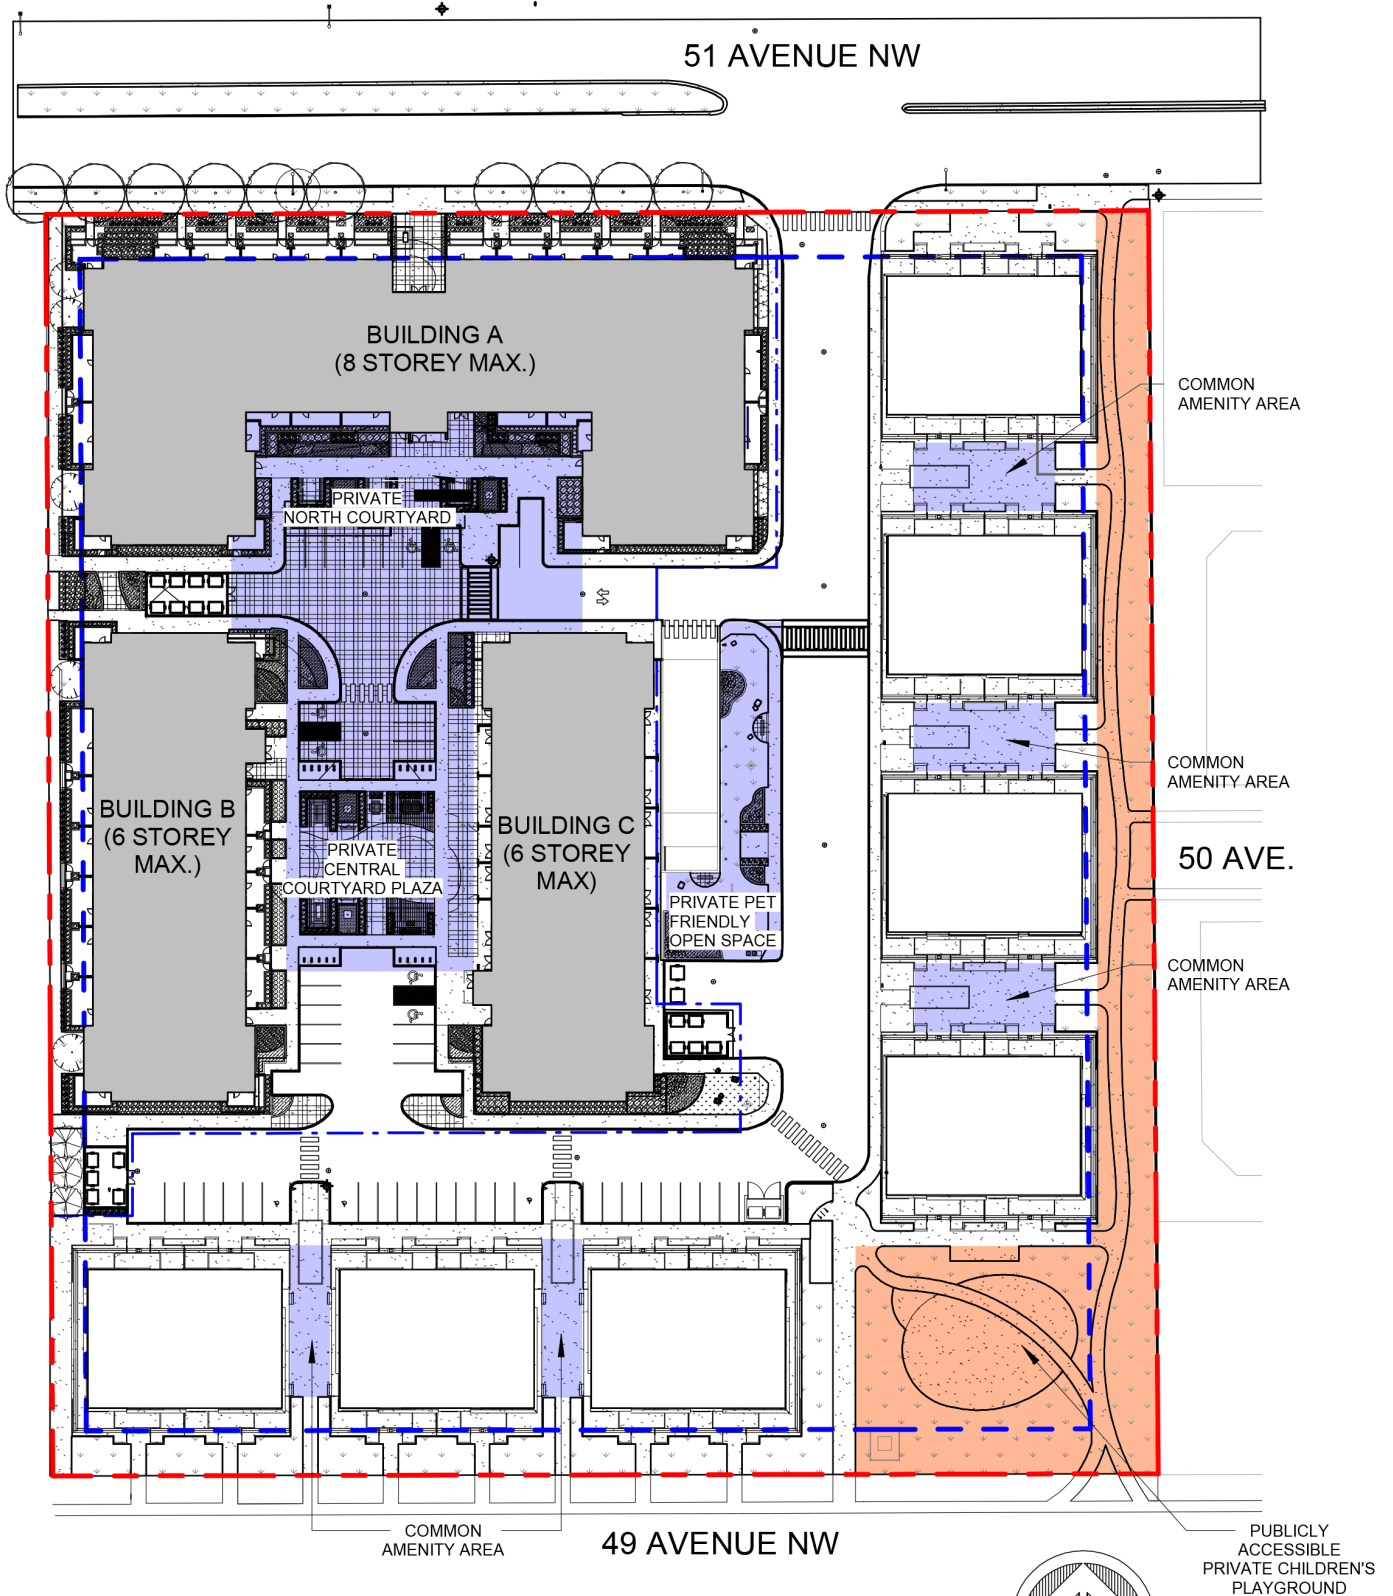 51 AVENUE NW
BUILDING A
(8 STOREY MAX.)
COMMON
AMENITY AREA
PRIVATE
NORTH COURTYARD
COMMON
AMENITY AREA
BUILDING B
(6 STOREY
MAX.)
BUILDING C
(6 STOREY
MAX)
PRIVATE
CENTRAL
COURTYARD PLAZA
50 AVE.
PRIVATE PET
FRIENDLY
OPEN SPACE
COMMON
AMENITY AREA
COMMON
AMENITY AREA
49 AVENUE NW
PUBLICLY
ACCESSIBLE
PRIVATE CHILDREN'S
PLAYGROUND